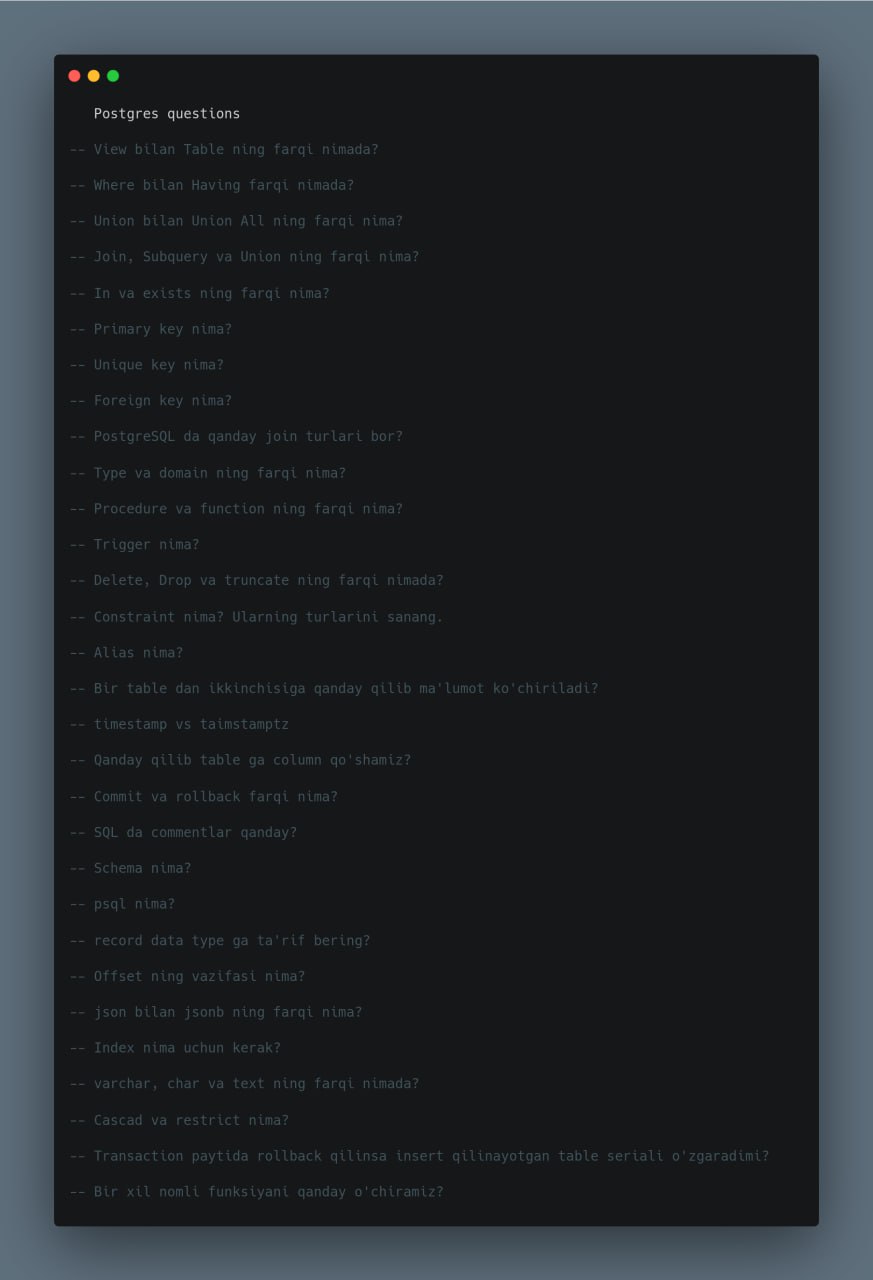 Postgres questions
-- View bilan Table ning farqi nimada?
-- Where bilan Having farqi nimada?
-- Union bilan Union All ning farqi nima?
-- Join, Subquery va Union ning farqi nima?
-- In va exists ning farqi nima?
-- Primary key nima?
-- Unique key nima?
-- Foreign key nima?
-- PostgreSQL da qanday join turlari bor?
-- Type va domain ning farqi nima?
-- Procedure va function ning farqi nima?
-- Trigger nima?
-- Delete, Drop va truncate ning farqi nimada?
-- Constraint nima? Ularning turlarini sanang.
-- Alias nima?
-- Bir table dan ikkinchisiga qanday qilib ma'lumot ko'chiriladi?
-- timestamp vs taimstamptz
-- Qanday qilib table ga column qo'shamiz?
-- Commit va rollback farqi nima?
-- SQL da commentlar qanday?
-- Schema nima?
-- psql nima?
-- record data type ga ta'rif bering?
-- Offset ning vazifasi nima?
-- json bilan jsonb ning farqi nima?
-- Index nima uchun kerak?
-- varchar, char va text ning farqi nimada?
-- Cascad va restrict nima?
-- Transaction paytida rollback qilinsa insert qilinayotgan table seriali o'zgaradimi?
-- Bir xil nomli funksiyani qanday o'chiramiz?